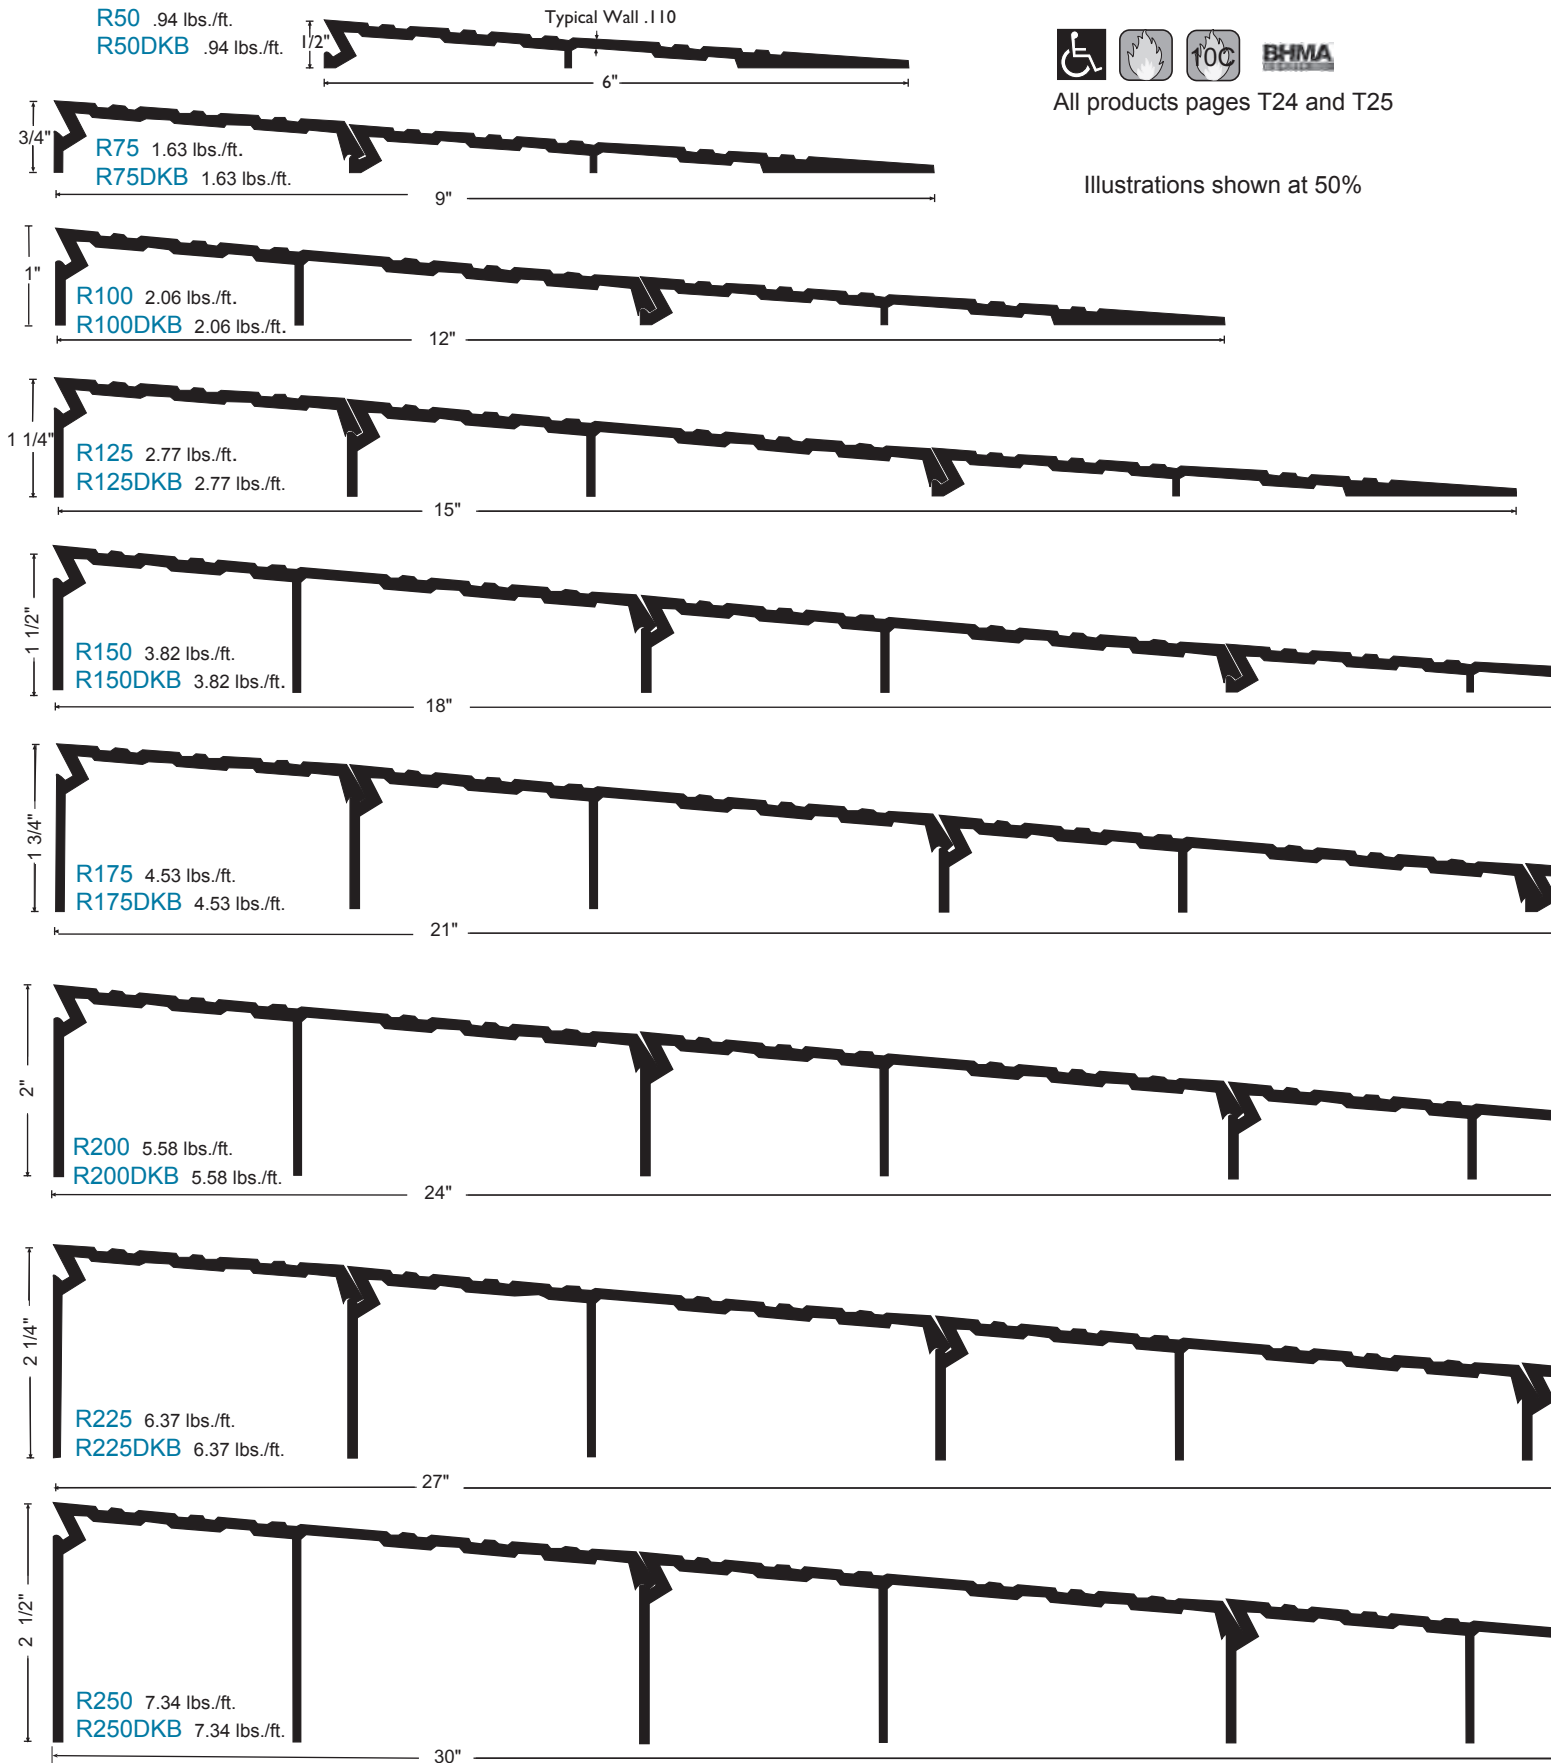 R50 .94 lbs./ft.
R50DKB .94 lbs./ft.
1/2"
Typical Wall .110
6"
10C
BHMA
All products pages T24 and T25
Illustrations shown at 50%
3/4"
R75 1.63 lbs./ft.
R75DKB 1.63 lbs./ft.
9"
1"
R100 2.06 lbs./ft.
R100DKB 2.06 lbs./ft.
12"
1 1/4"
R125 2.77 lbs./ft.
R125DKB 2.77 lbs./ft.
15"
1 1/2"
R150 3.82 lbs./ft.
R150DKB 3.82 lbs./ft.
18"
1 3/4"
R175 4.53 lbs./ft.
R175DKB 4.53 lbs./ft.
21"
2"
R200 5.58 lbs./ft.
R200DKB 5.58 lbs./ft.
24"
2 1/4"
R225 6.37 lbs./ft.
R225DKB 6.37 lbs./ft.
27"
2 1/2"
R250 7.34 lbs./ft.
R250DKB 7.34 lbs./ft.
30"